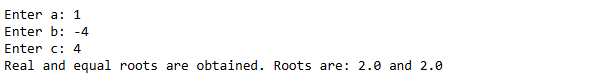 Enter a: 1
Enter b: -4
Enter c: 4
Real and equal roots are obtained. Roots are: 2.0 and 2.0